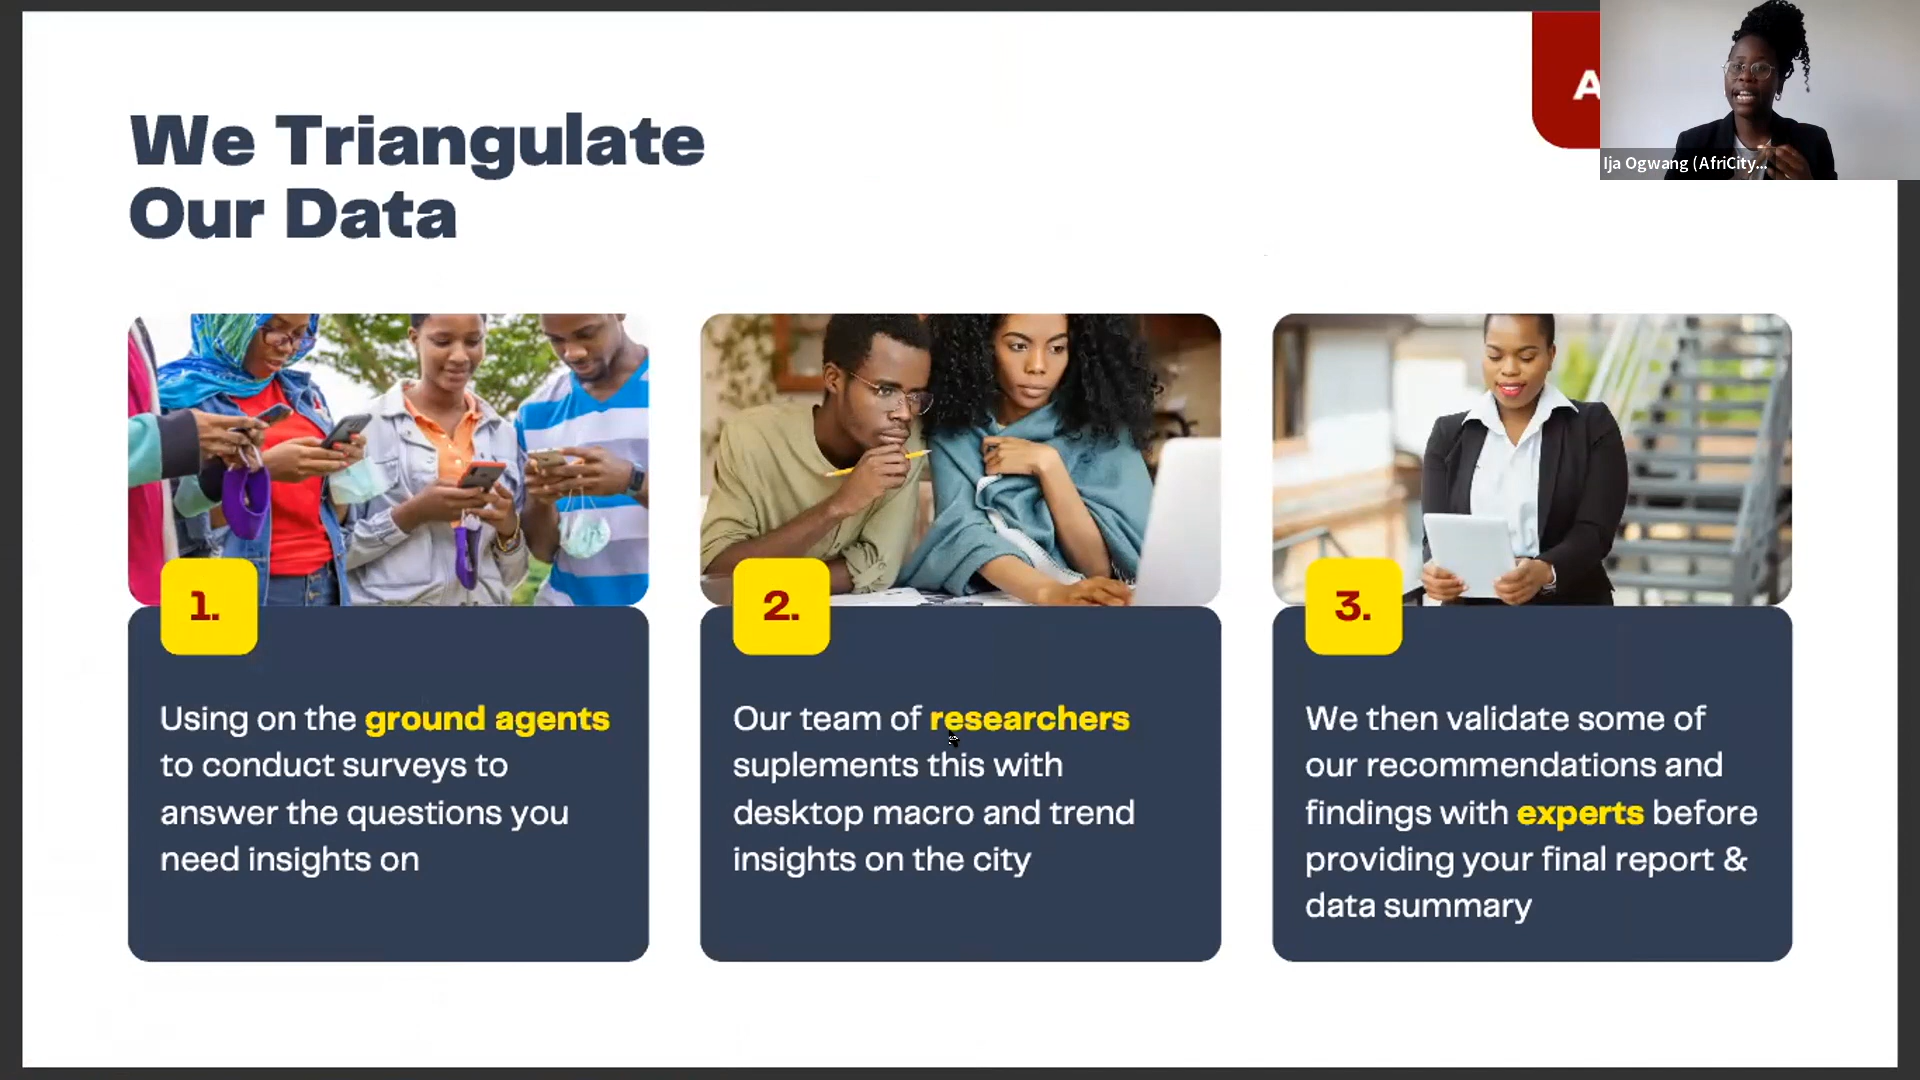 We Triangulate
Our Data
A
Ija Ogwang (AfriCity...
1.
Using on the ground agents
to conduct surveys to
answer the questions you
need insights on
2.
Our team of researchers
suplements this with
desktop macro and trend
insights on the city
3.
We then validate some of
our recommendations and
findings with experts before
providing your final report &
data summary